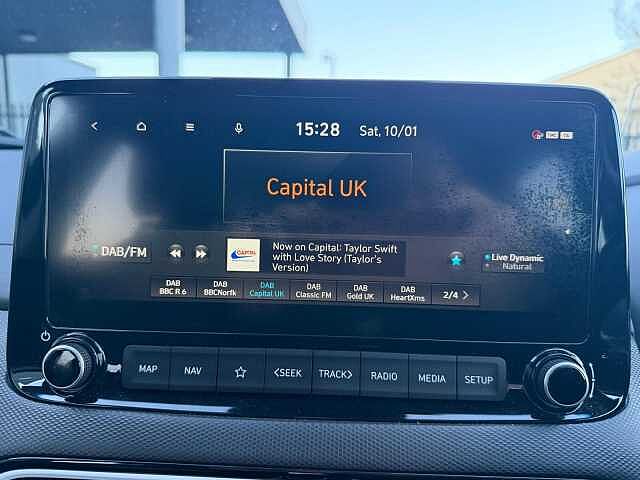 15:28 Sat, 10/01
Capital UK
DAB/FM
CAPITAL
Now on Capital: Taylor Swift
with Love Story (Taylor's
Version)
Live Dynamic
Natural
DAB
BBC R 6
DAB
BBCNorfk
DAB
Capital UK
DAB
Classic FM
DAB
Gold UK
DAB
HeartXms
2/4 >
MAP
NAV
<SEEK
TRACK>
RADIO
MEDIA
SETUP